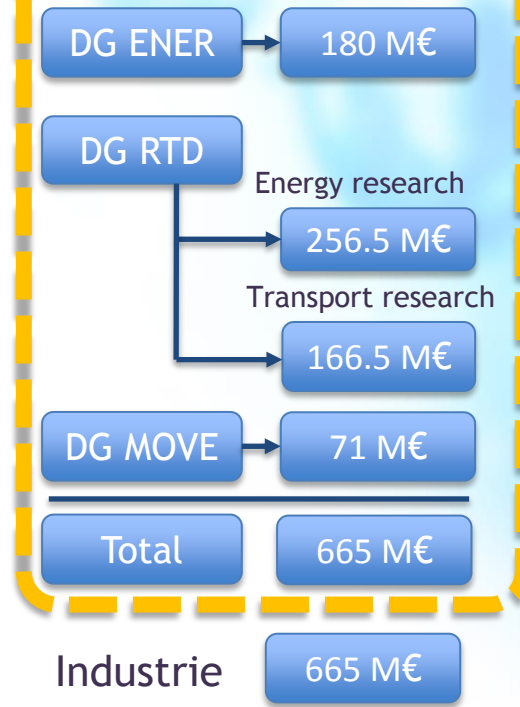 DG ENER 180 M€
DG RTD
Energy research
256.5 M€
Transport research
166.5 M€
DG MOVE 71 M€
Total 665 M€
Industrie 665 M€